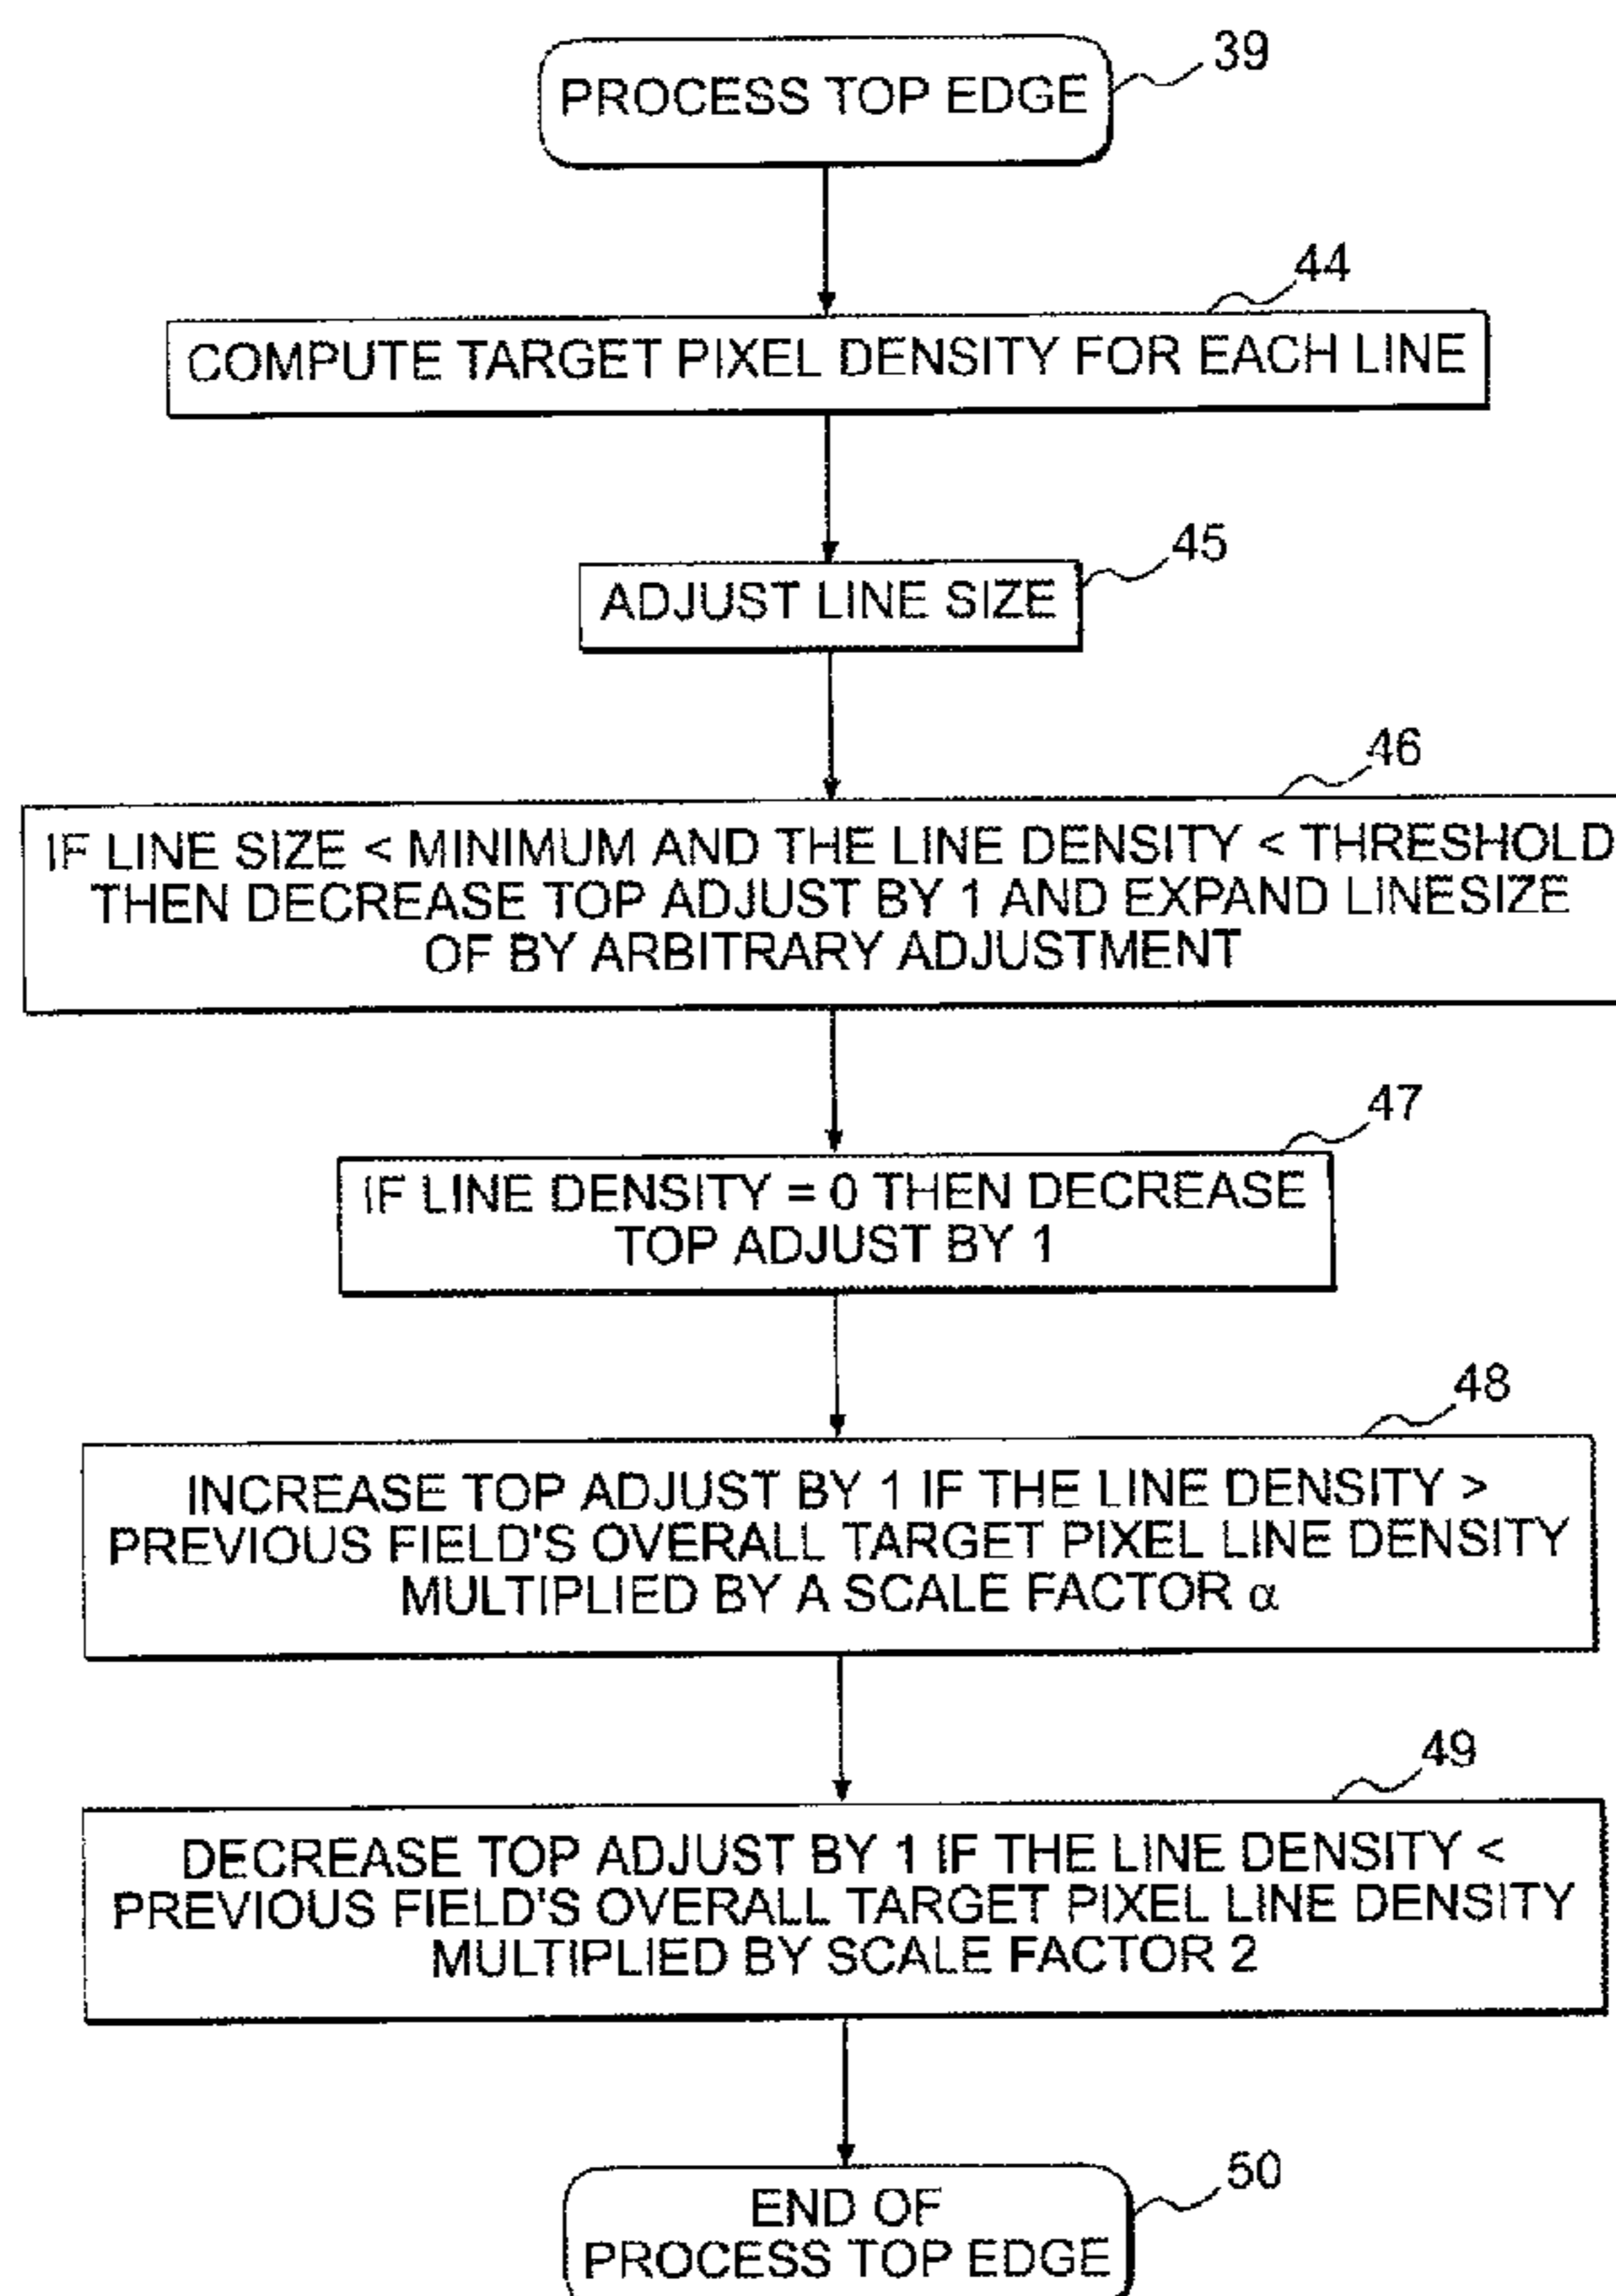 PROCESS TOP EDGE
39
44
COMPUTE TARGET PIXEL DENSITY FOR EACH LINE
45
ADJUST LINE SIZE
46
IF LINE SIZE < MINIMUM AND THE LINE DENSITY < THRESHOLD
THEN DECREASE TOP ADJUST BY 1 AND EXPAND LINESIZE
OF BY ARBITRARY ADJUSTMENT
47
IF LINE DENSITY = 0 THEN DECREASE
TOP ADJUST BY 1
48
INCREASE TOP ADJUST BY 1 IF THE LINE DENSITY >
PREVIOUS FIELD'S OVERALL TARGET PIXEL LINE DENSITY
MULTIPLIED BY A SCALE FACTOR α
49
DECREASE TOP ADJUST BY 1 IF THE LINE DENSITY <
PREVIOUS FIELD'S OVERALL TARGET PIXEL LINE DENSITY
MULTIPLIED BY SCALE FACTOR 2
50
END OF
PROCESS TOP EDGE